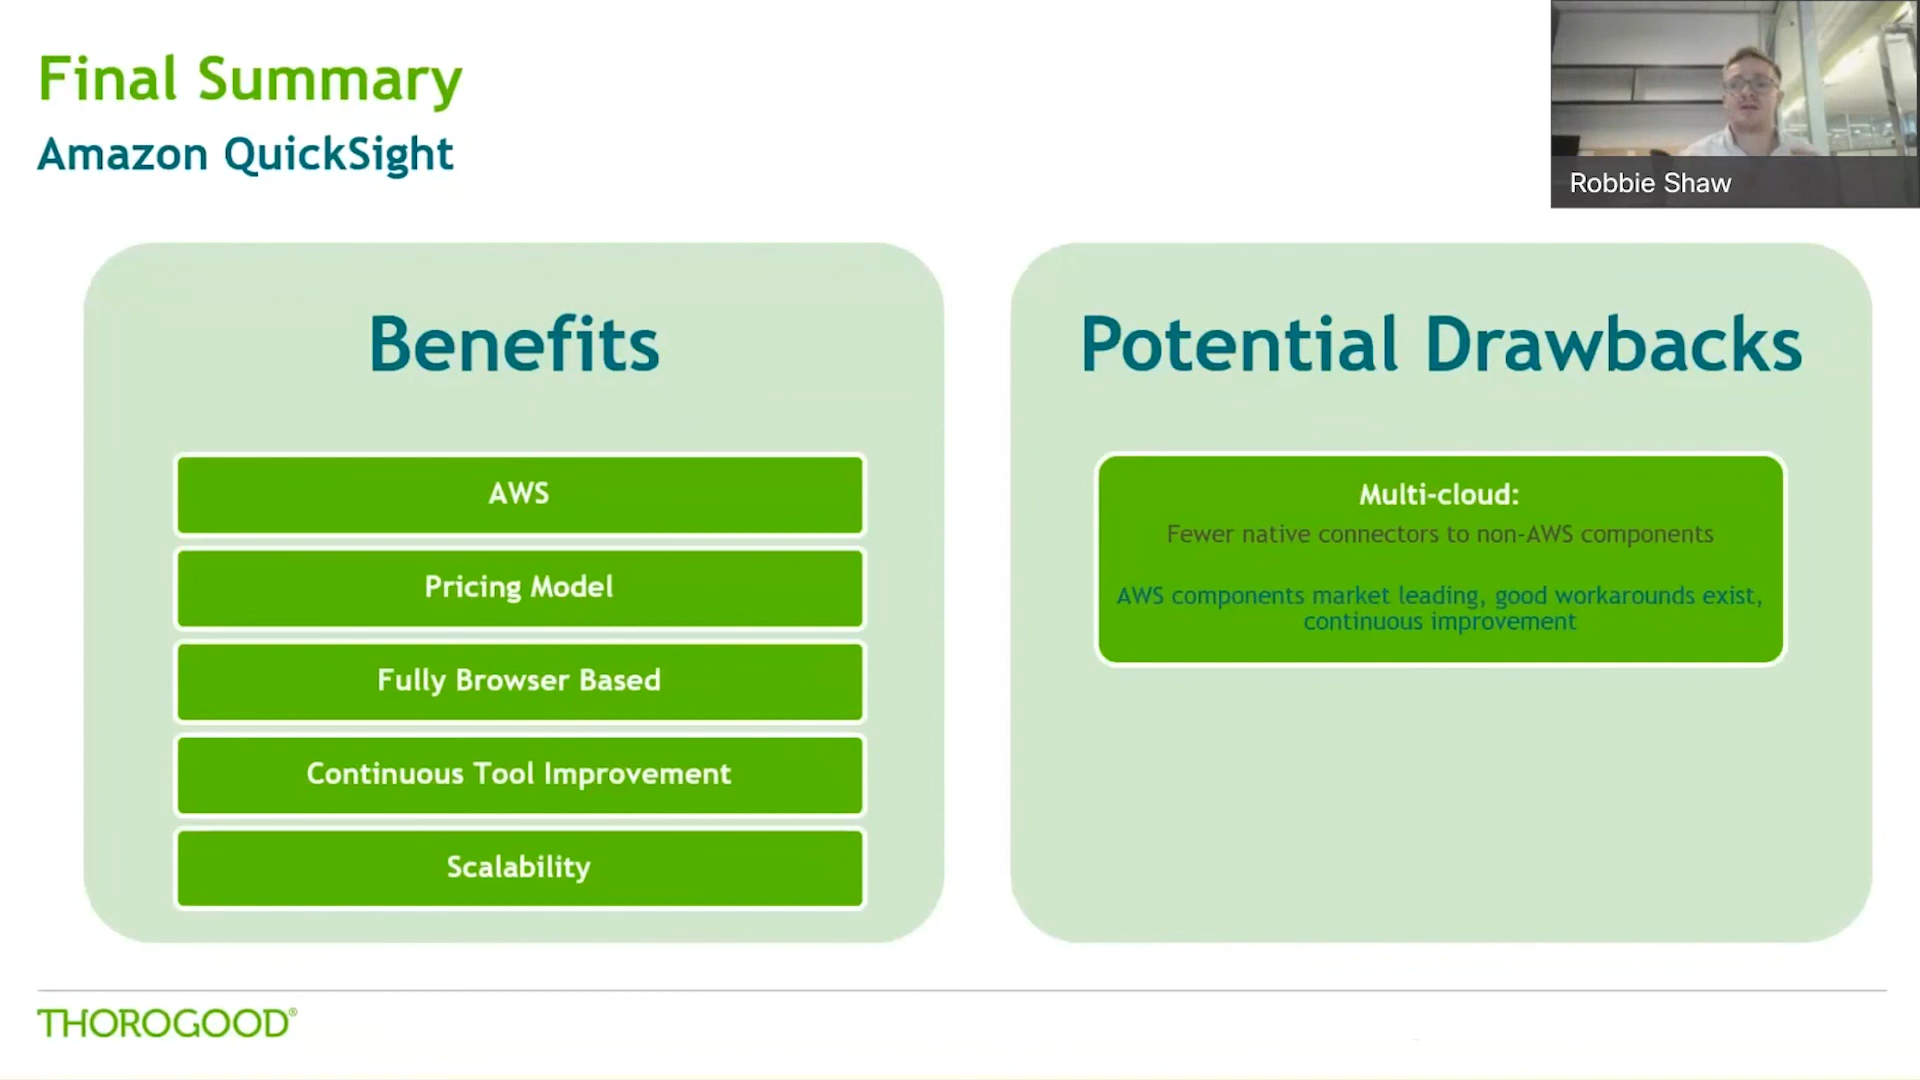 Final Summary
Amazon QuickSight
Robbie Shaw
Benefits
AWS
Pricing Model
Fully Browser Based
Continuous Tool Improvement
Scalability
Potential Drawbacks
Multi-cloud:
Fewer native connectors to non-AWS components
AWS components market leading, good workarounds exist,
continuous improvement
THOROGOOD®